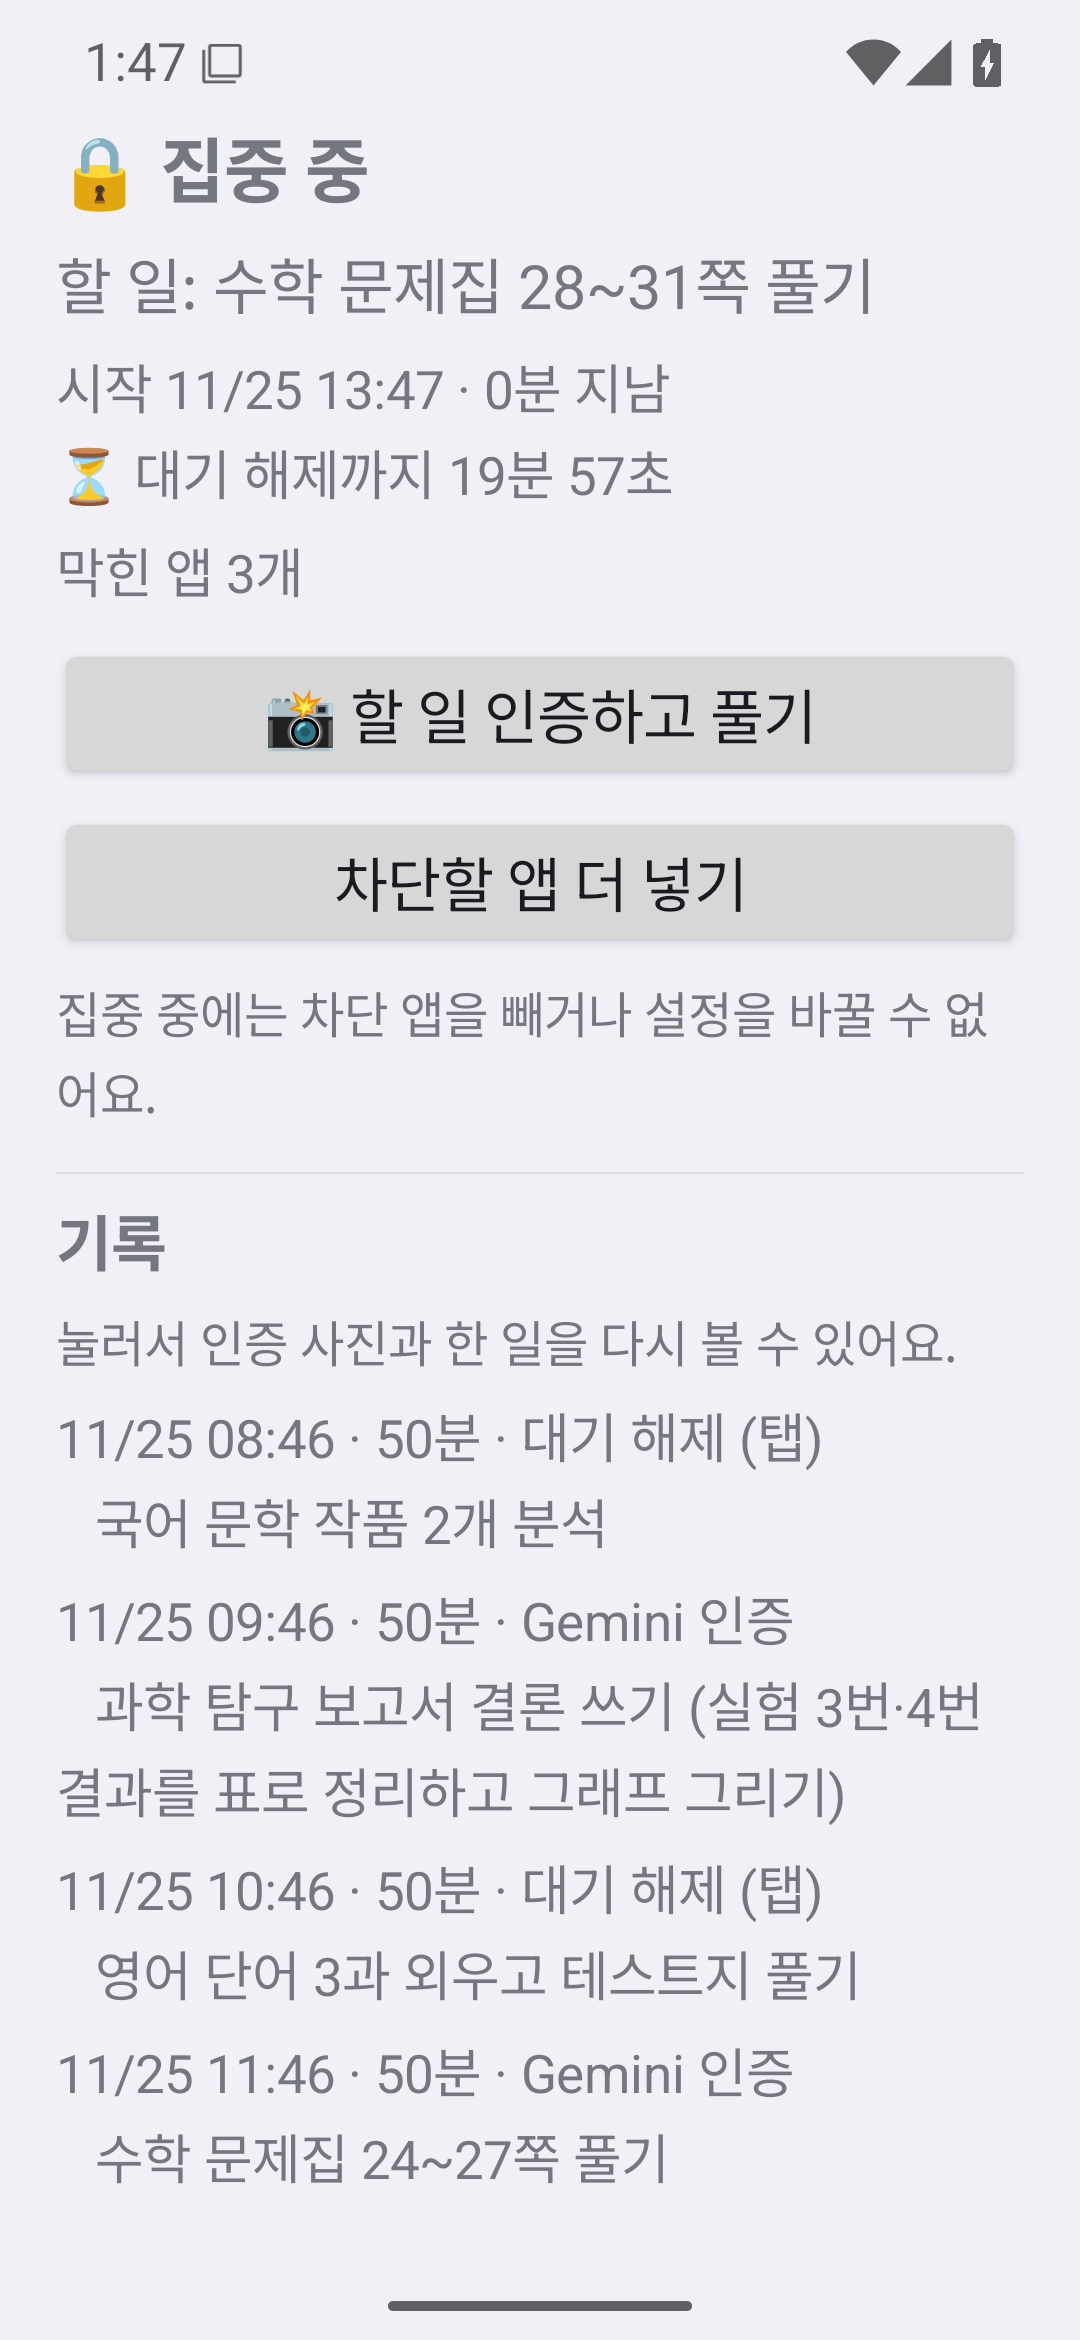 1:47
🔒 집중 중
할 일: 수학 문제집 28~31쪽 풀기
시작 11/25 13:47 · 0분 지남
⏳ 대기 해제까지 19분 57초
막힌 앱 3개
📸 할 일 인증하고 풀기
차단할 앱 더 넣기
집중 중에는 차단 앱을 빼거나 설정을 바꿀 수 없
어요.
기록
눌러서 인증 사진과 한 일을 다시 볼 수 있어요.
11/25 08:46 · 50분 · 대기 해제 (탭)
국어 문학 작품 2개 분석
11/25 09:46 · 50분 · Gemini 인증
과학 탐구 보고서 결론 쓰기 (실험 3번·4번
결과를 표로 정리하고 그래프 그리기)
11/25 10:46 · 50분 · 대기 해제 (탭)
영어 단어 3과 외우고 테스트지 풀기
11/25 11:46 · 50분 · Gemini 인증
수학 문제집 24~27쪽 풀기